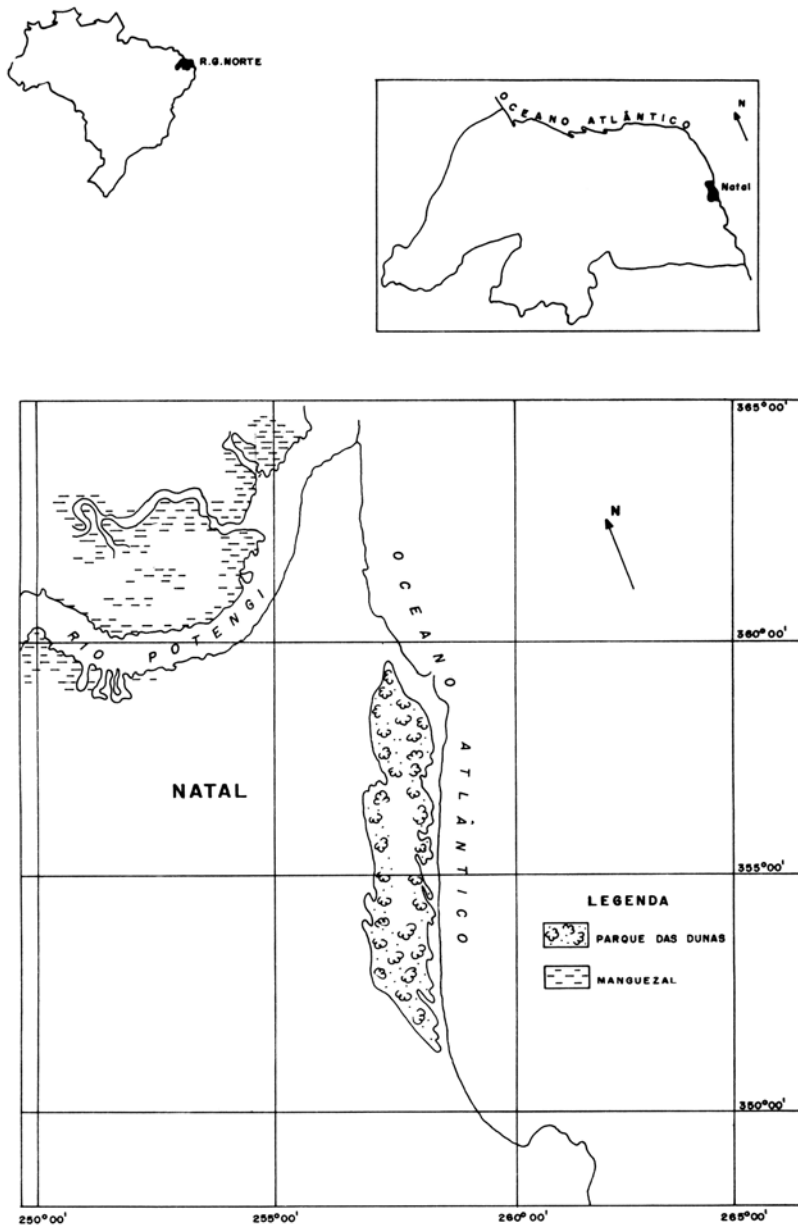 R.G.NORTE
OCEANO ATLÂNTICO
N
Natal
365°00'
N
OCEANO ATLÂNTICO
RIO POTENGI
360°00'
NATAL
355°00'
LEGENDA
PARQUE DAS DUNAS
MANGUEZAL
350°00'
250°00'
255°00'
260°00'
265°00'